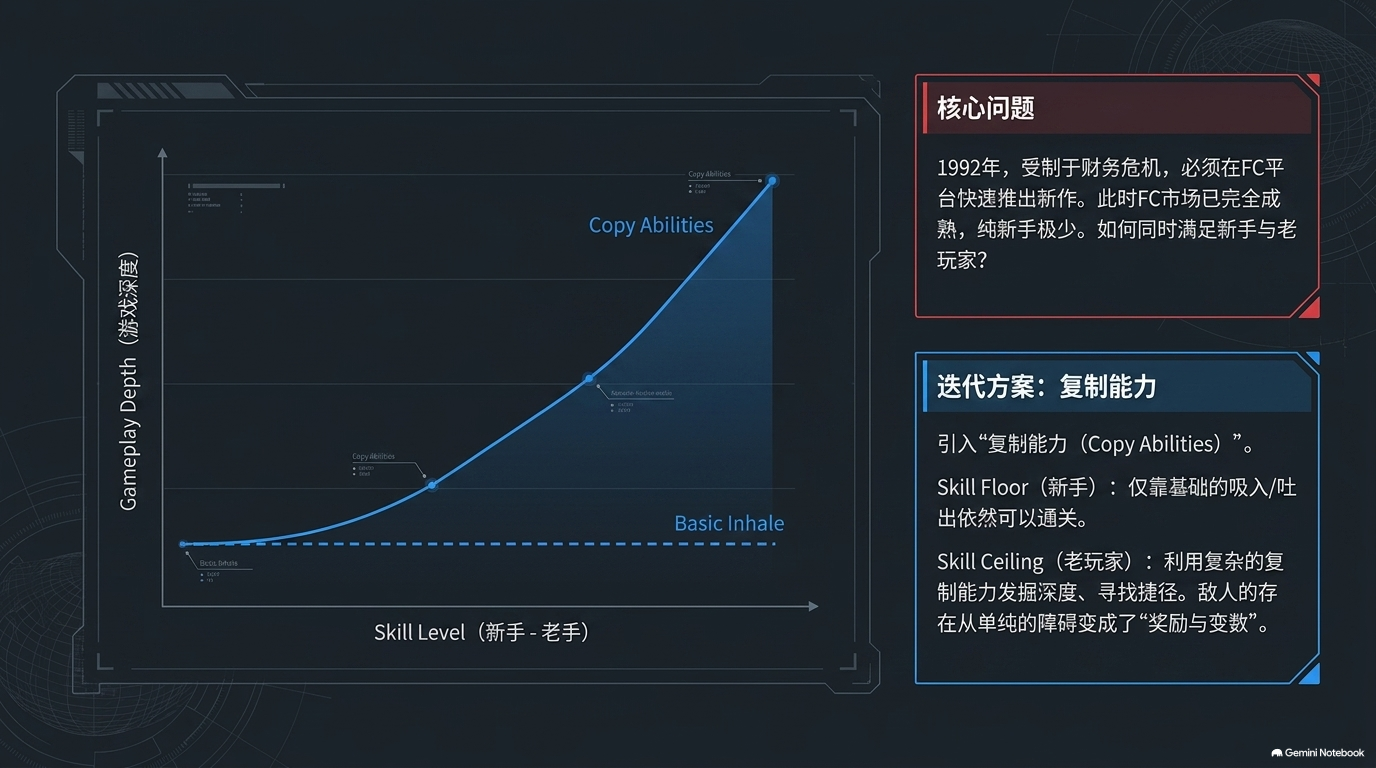 核心问题
1992年，受制于财务危机，必须在FC平
台快速推出新作。此时FC市场已完全成
熟，纯新手极少。如何同时满足新手与老
玩家？
迭代方案：复制能力
引入“复制能力（Copy Abilities）”。
Skill Floor（新手）：仅靠基础的吸入/吐
出依然可以通关。
Skill Ceiling（老玩家）：利用复杂的复
制能力发掘深度、寻找捷径。敌人的存
在从单纯的障碍变成了“奖励与变数”。
Gameplay Depth（游戏深度）
Copy Abilities
Copy Abilities
Copy Abilities
Basic Inhale
Skill Level（新手 - 老手）
Gemini Notebook